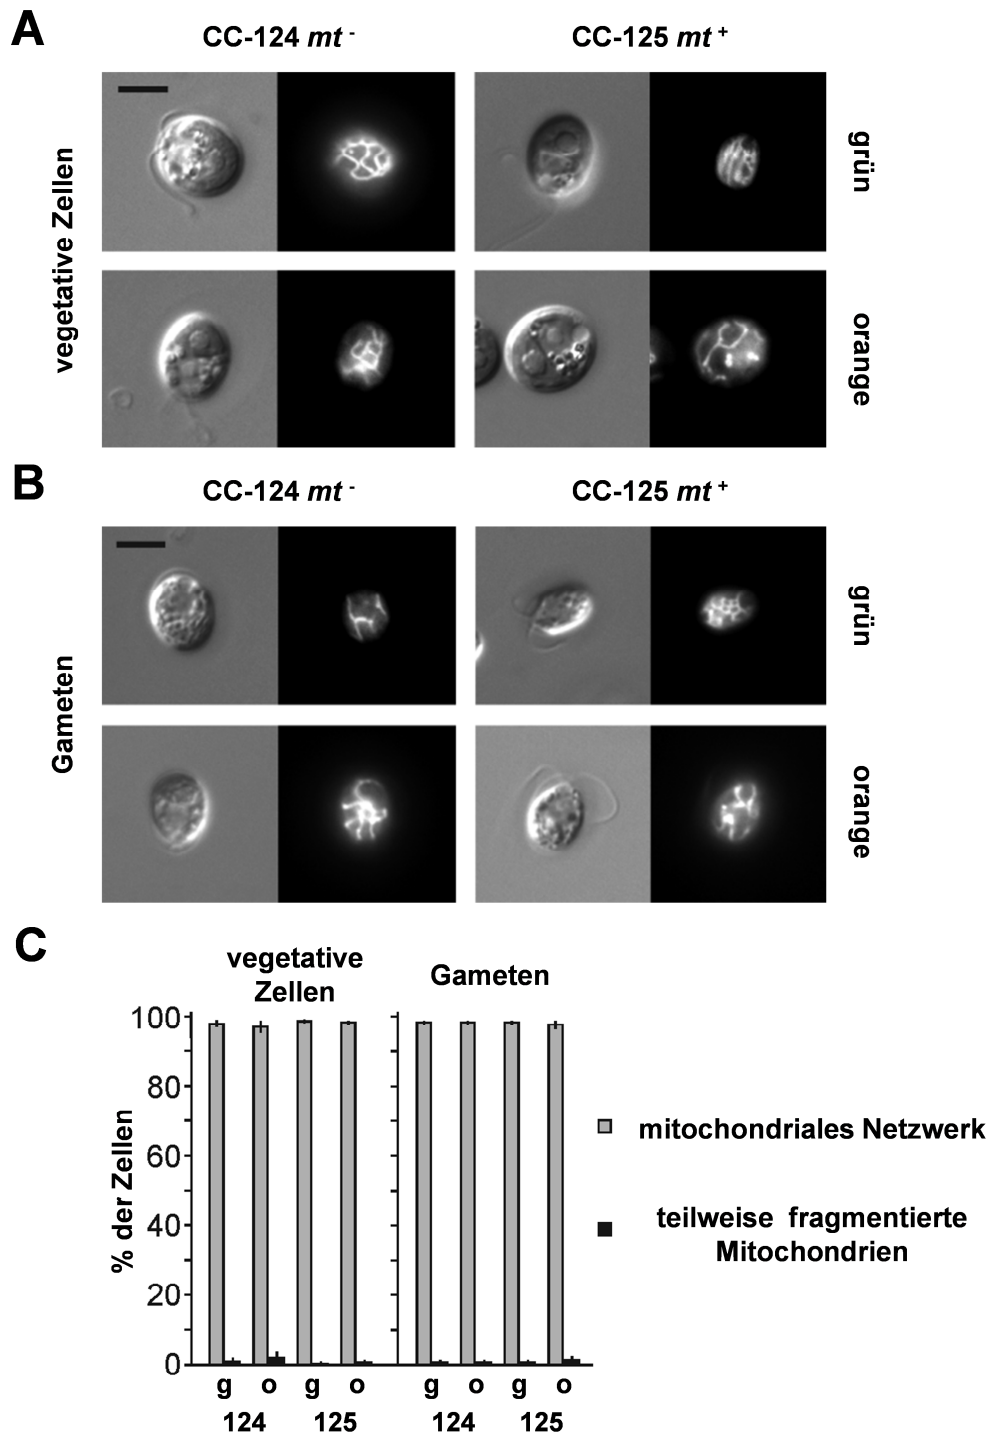 A
CC-124 mt -
CC-125 mt +
vegetative Zellen
grün
orange
B
CC-124 mt -
CC-125 mt +
Gameten
grün
orange
C
vegetative
Zellen
Gameten
% der Zellen
100
80
60
40
20
0
g o g o g o g o
124 125 124 125
mitochondriales Netzwerk
teilweise fragmentierte
Mitochondrien